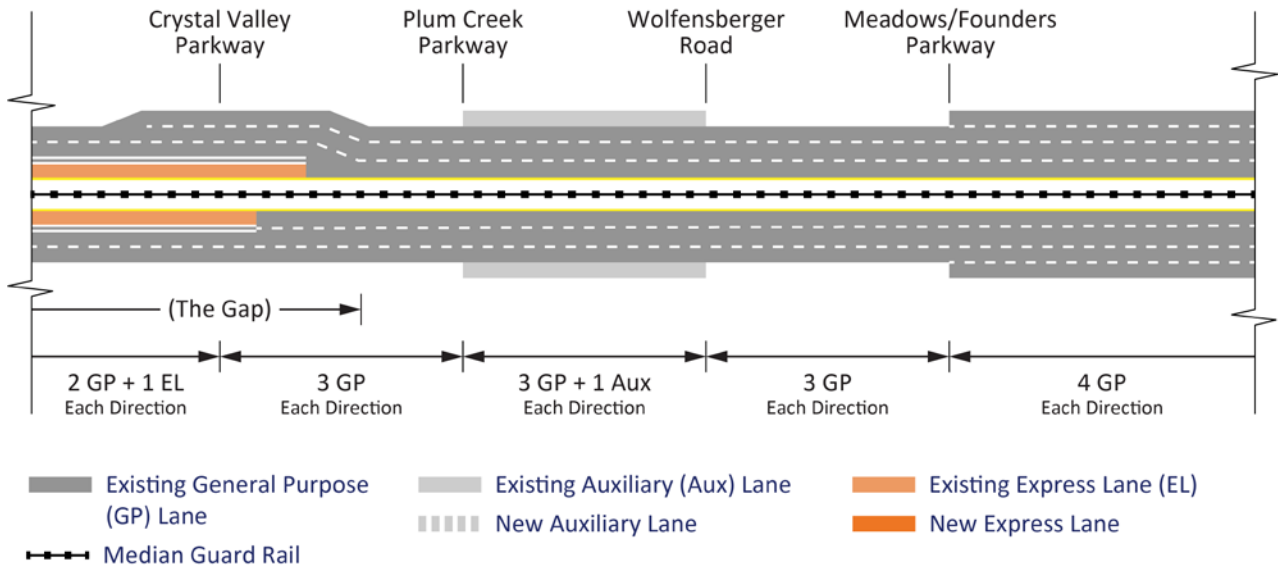 Crystal Valley
Parkway
Plum Creek
Parkway
Wolfensberger
Road
Meadows/Founders
Parkway
(The Gap)
2 GP + 1 EL
Each Direction
3 GP
Each Direction
3 GP + 1 Aux
Each Direction
3 GP
Each Direction
4 GP
Each Direction
Existing General Purpose
(GP) Lane
Median Guard Rail
Existing Auxiliary (Aux) Lane
New Auxiliary Lane
Existing Express Lane (EL)
New Express Lane